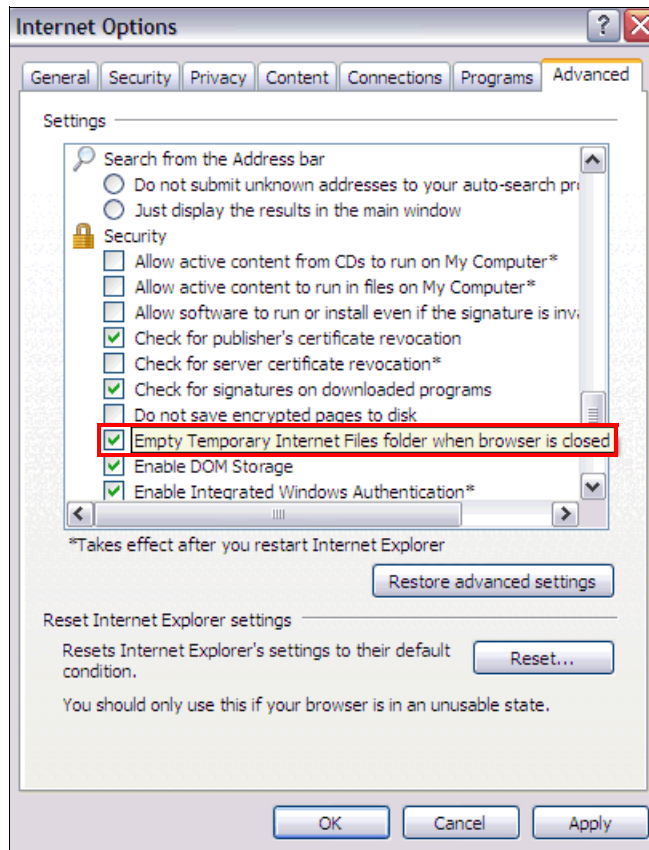 Internet Options
?
General Security Privacy Content Connections Programs Advanced
Settings
Search from the Address bar
Do not submit unknown addresses to your auto-search pr
Just display the results in the main window
Security
Allow active content from CDs to run on My Computer*
Allow active content to run in files on My Computer*
Allow software to run or install even if the signature is inva
Check for publisher's certificate revocation
Check for server certificate revocation*
Check for signatures on downloaded programs
Do not save encrypted pages to disk
Empty Temporary Internet Files folder when browser is closed
Enable DOM Storage
Enable Integrated Windows Authentication*
*Takes effect after you restart Internet Explorer
Restore advanced settings
Reset Internet Explorer settings
Resets Internet Explorer's settings to their default
condition.
Reset...
You should only use this if your browser is in an unusable state.
OK Cancel Apply